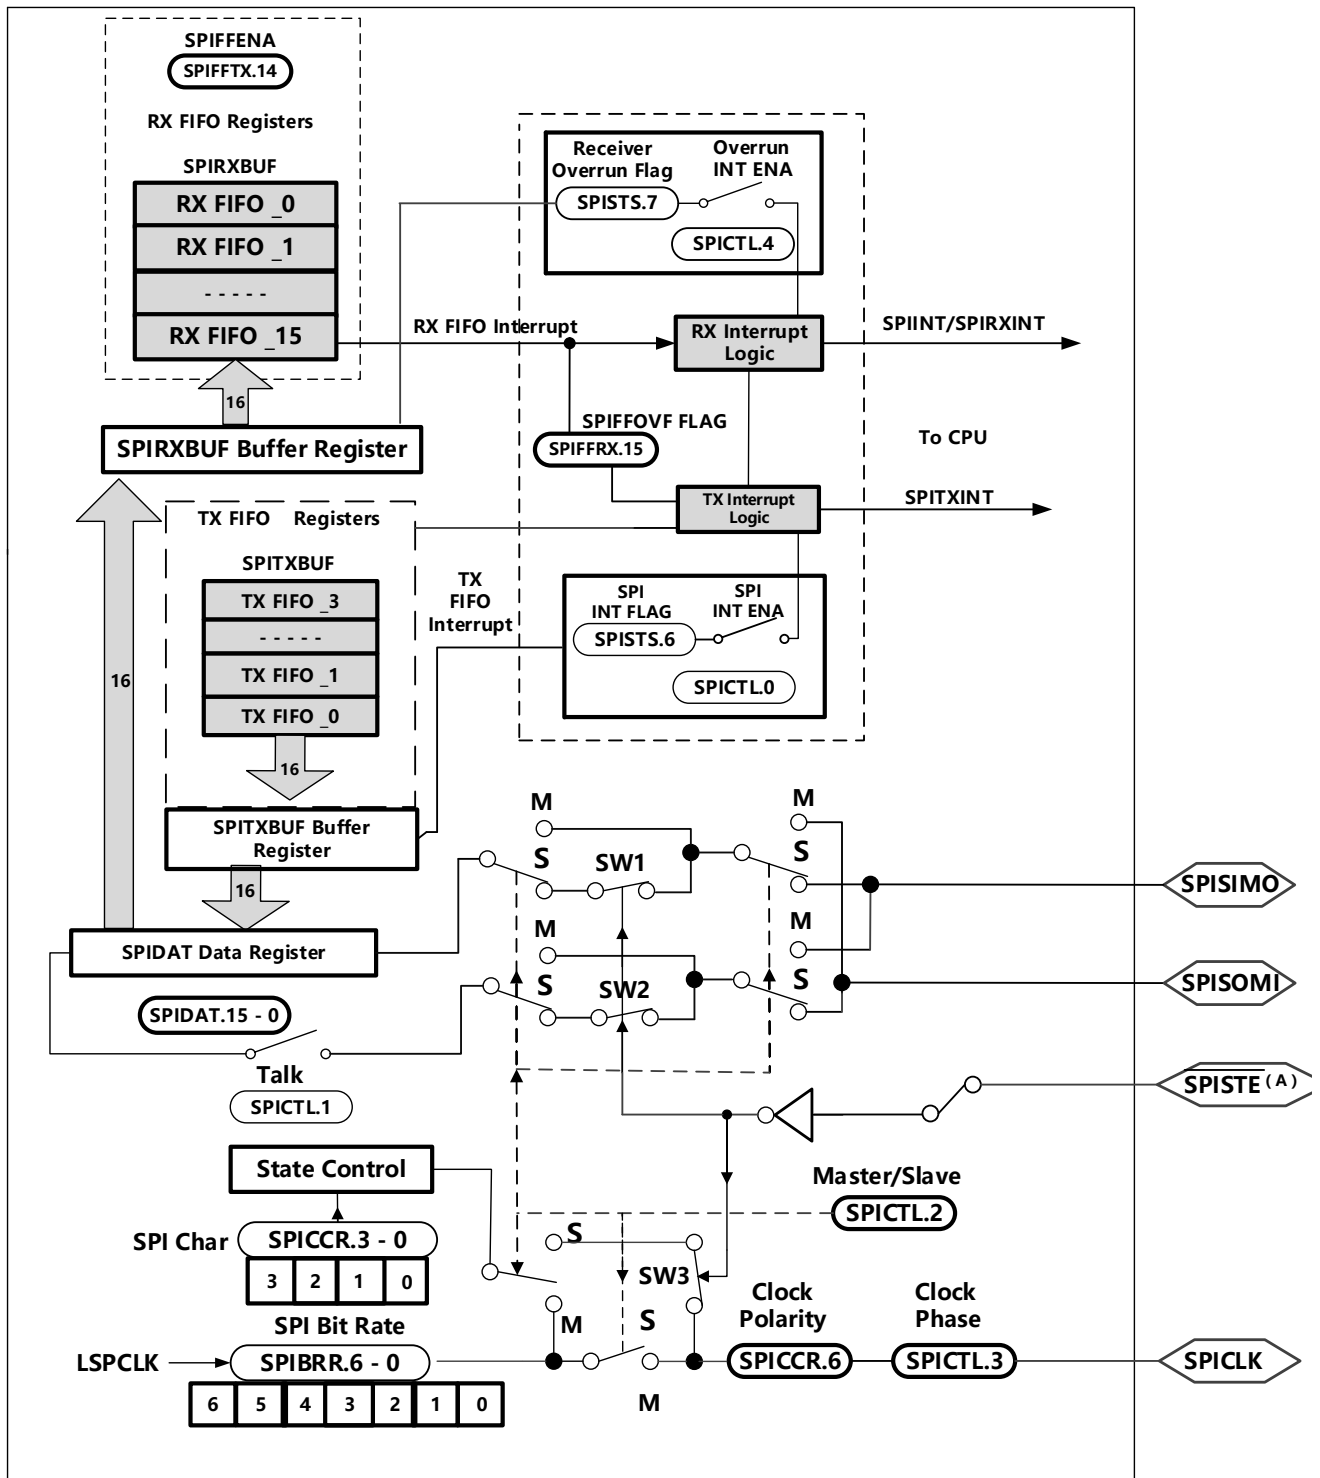 SPIFFENA
SPIFFTX.14
RX FIFO Registers
SPIRXBUF
RX FIFO _0
RX FIFO _1
- - - - -
RX FIFO _15
16
SPIRXBUF Buffer Register
Receiver
Overrun Flag
Overrun
INT ENA
SPISTS.7
SPICTL.4
RX FIFO Interrupt
RX Interrupt
Logic
SPIINT/SPIRXINT
SPIFFOVF FLAG
SPIFFRX.15
To CPU
TX Interrupt
Logic
SPITXINT
TX FIFO Registers
SPITXBUF
TX FIFO _3
- - - - -
TX FIFO _1
TX FIFO _0
16
16
TX
FIFO
Interrupt
SPI
INT FLAG
SPI
INT ENA
SPISTS.6
SPICTL.0
SPITXBUF Buffer
Register
16
SPIDAT Data Register
SPIDAT.15 - 0
Talk
SPICTL.1
M
S
SW1
M
S
M
S
SW2
M
S
SPISIMO
SPISOMI
SPISTE (A)
State Control
Master/Slave
SPICTL.2
SPI Char
SPICCR.3 - 0
3 2 1 0
S
SW3
M
S
M
Clock
Polarity
Clock
Phase
SPI Bit Rate
LSPCLK
SPIBRR.6 - 0
6 5 4 3 2 1 0
SPICCR.6
SPICTL.3
SPICLK